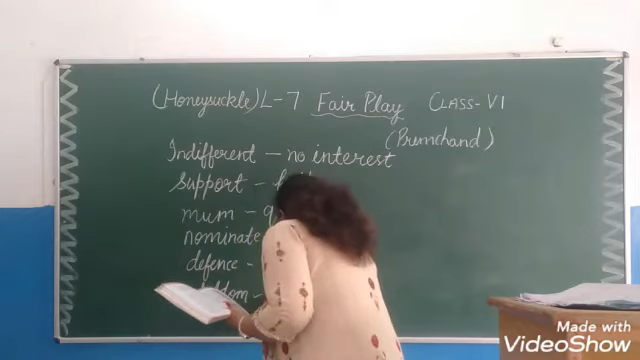 (Honeysuckle) L-7 Fair Play CLASS-VI
(Premchand)
Indifferent — no interest
Support —
mum — q
nominate
defence -
Made with
VideoShow